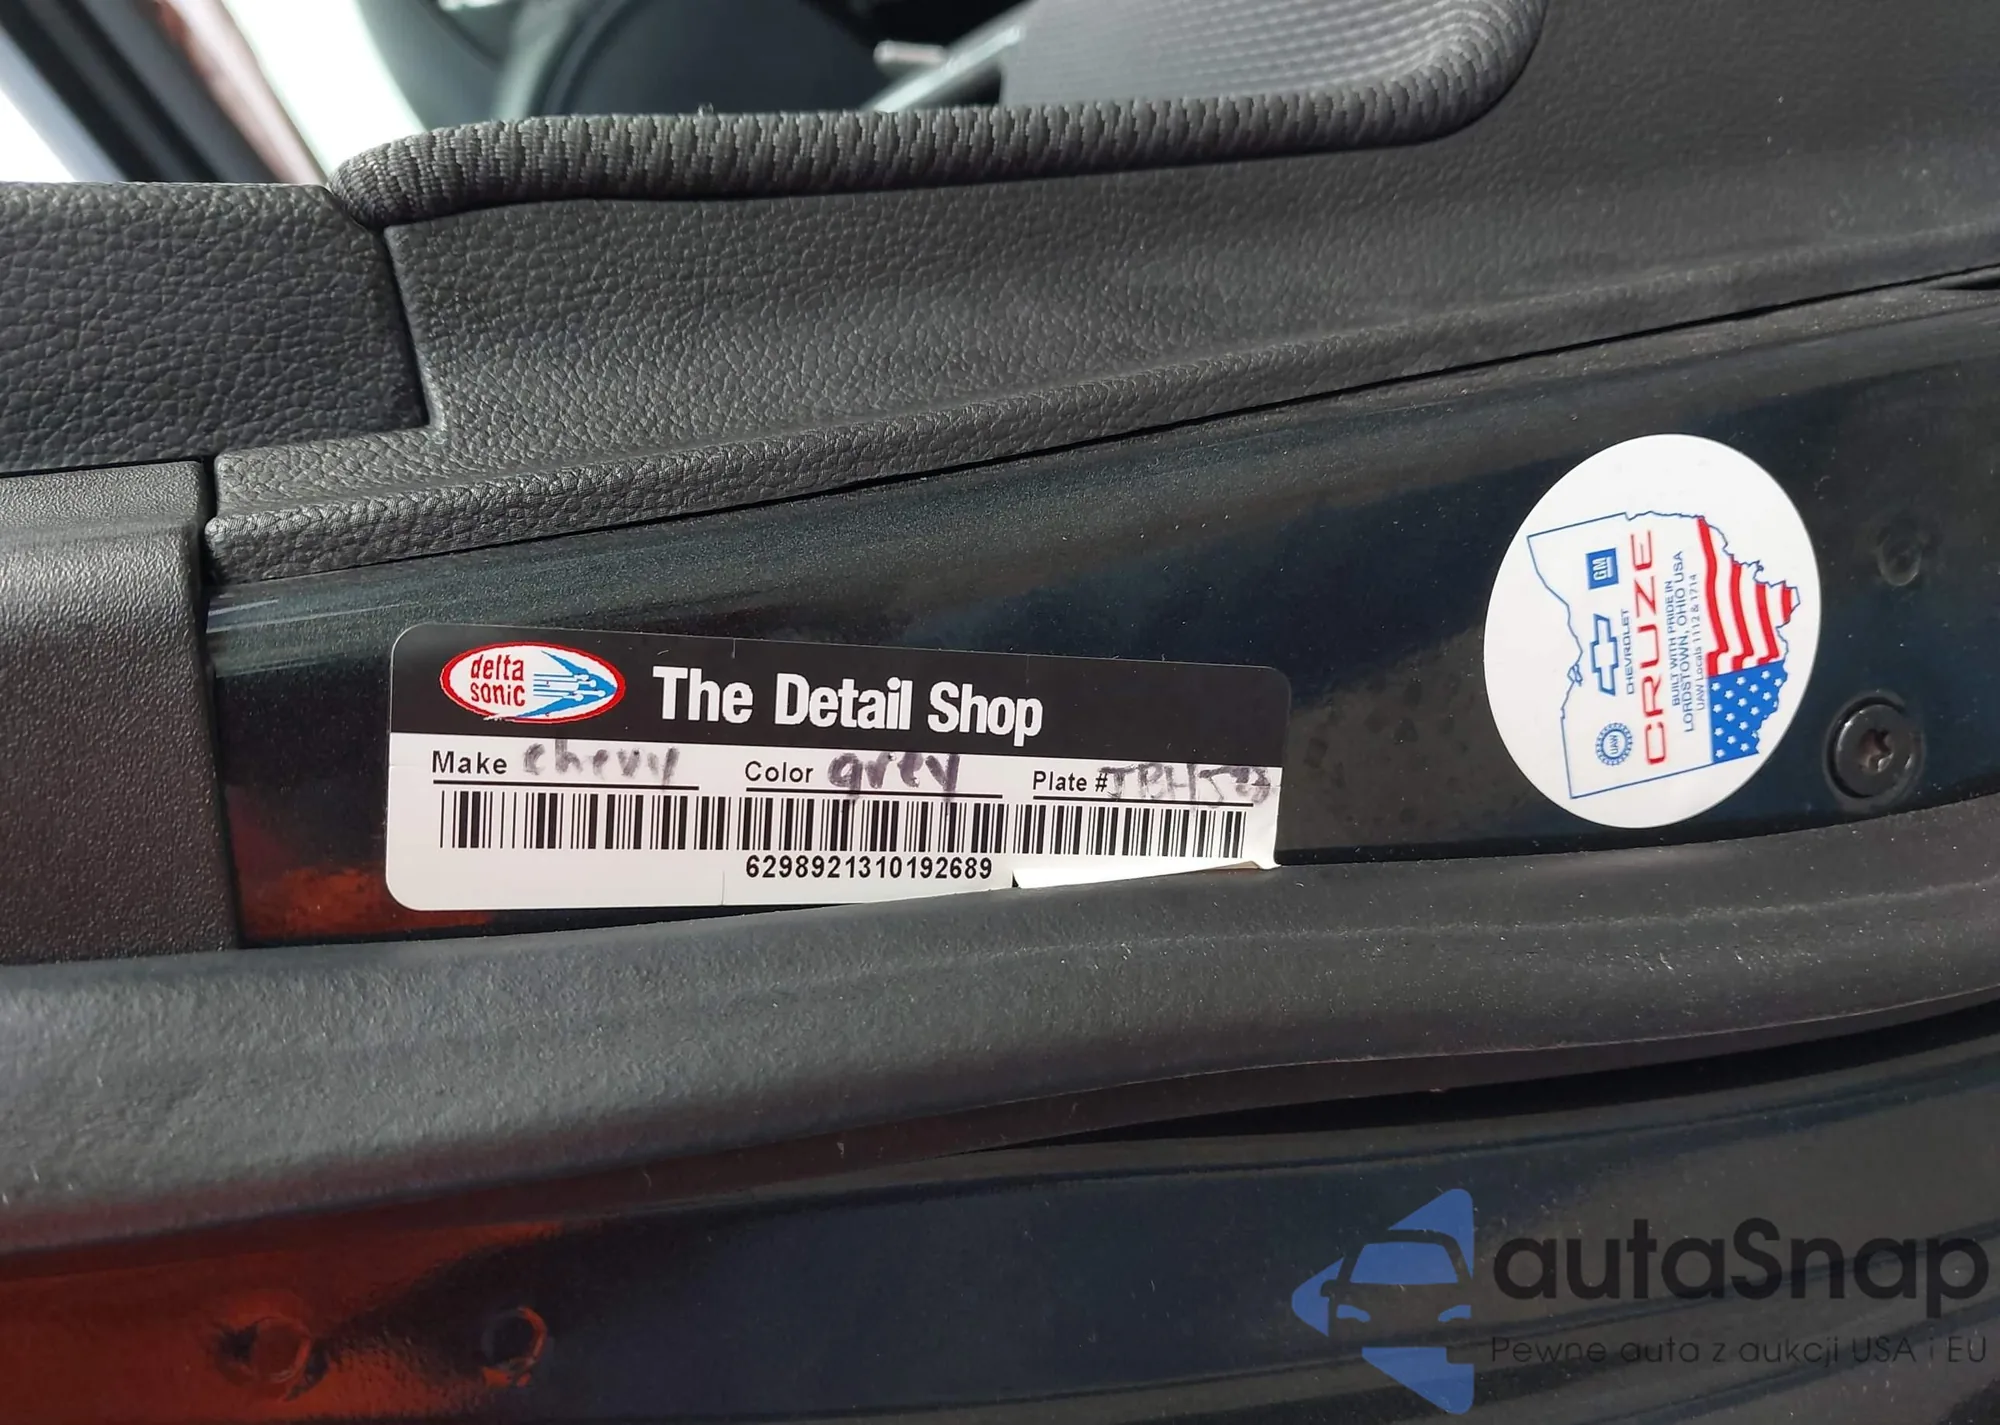 delta
sonic
The Detail Shop
Make chevy Color grey Plate #
6298921310192689
GM
CHEVROLET
CRUZE
BUILT WITH PRIDE IN
LORDSTOWN, OHIO USA
UAW Locals 1112 & 1714
UAW
autaSnap
Pewne auta z aukcji USA i EU